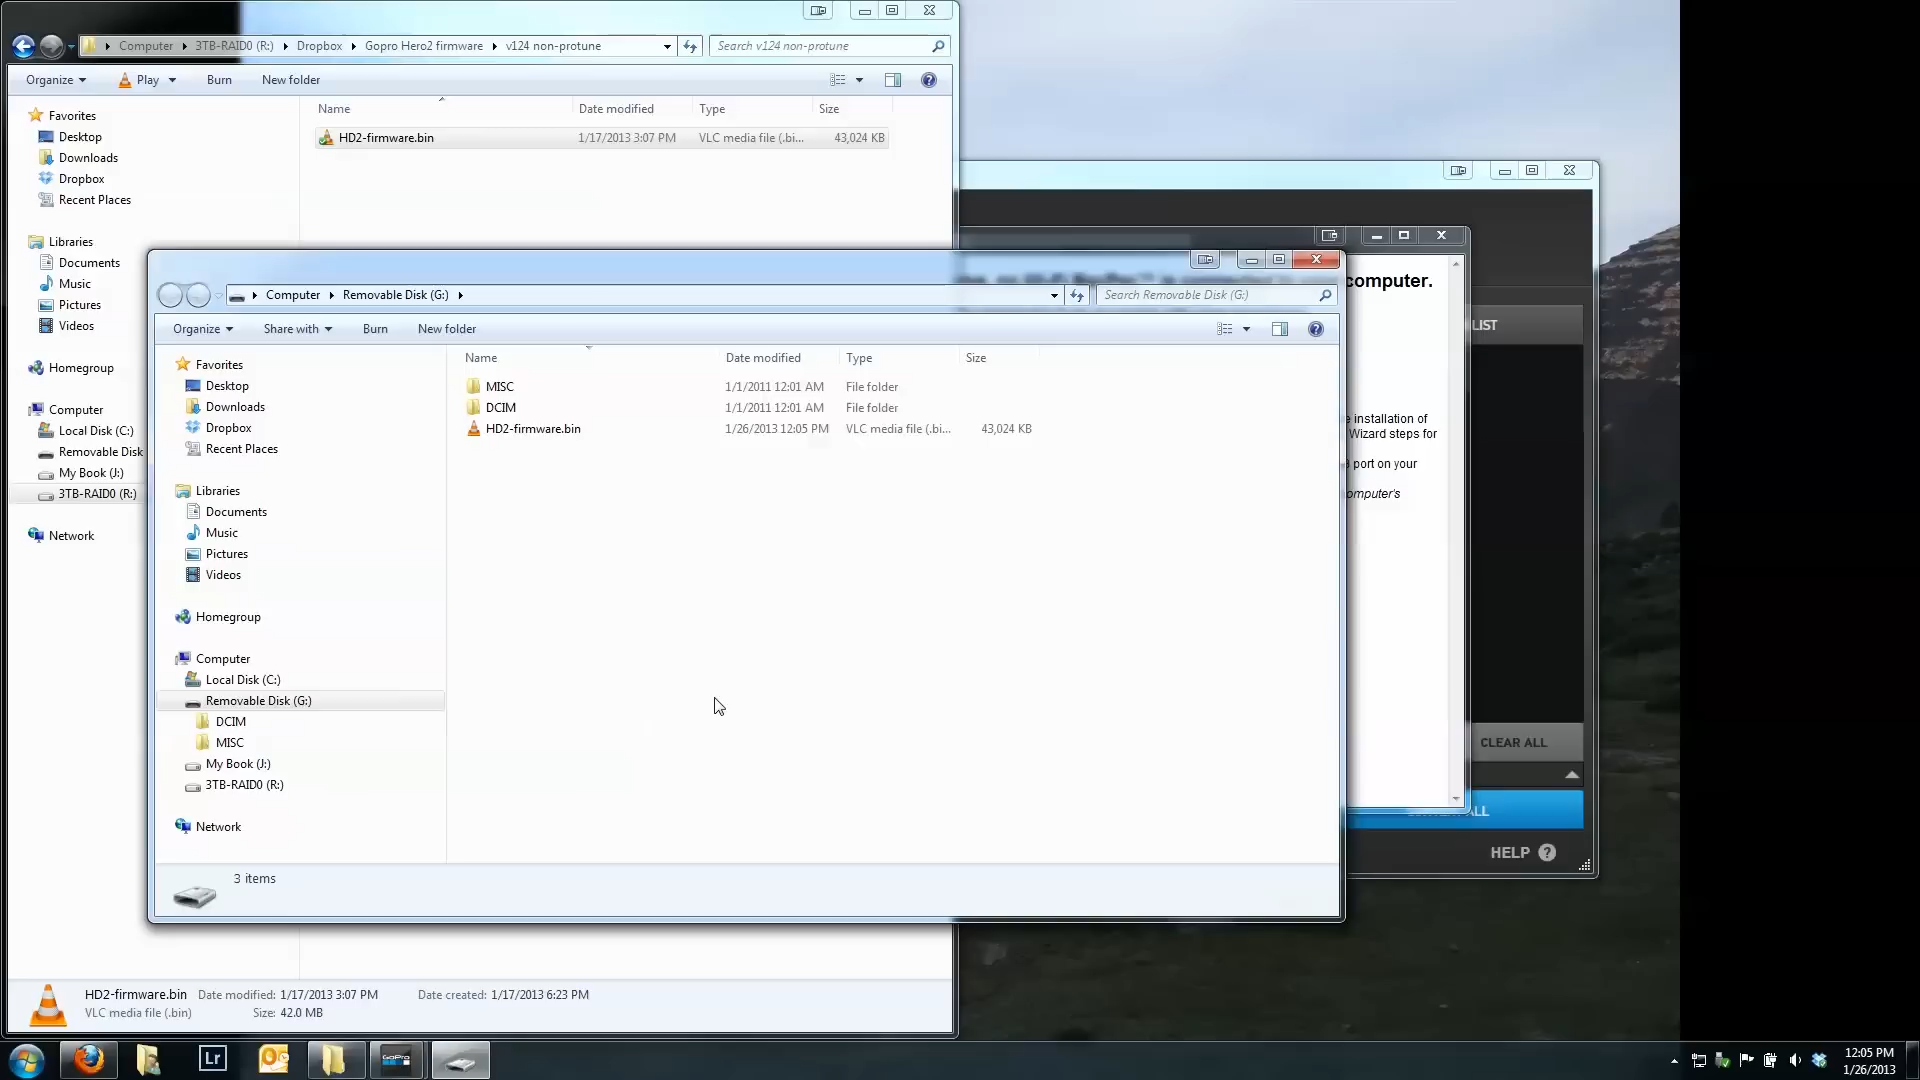 Computer 3TB-RAID0 (R:) Dropbox Gopro Hero2 firmware v124 non-protune
Search v124 non-protune
Organize Play Burn New folder
Name Date modified Type Size
HD2-firmware.bin 1/17/2013 3:07 PM VLC media file (.bi... 43,024 KB
Favorites
Desktop
Downloads
Dropbox
Recent Places
Libraries
Documents
Music
Pictures
Videos
Homegroup
Computer
Local Disk (C:)
Removable Disk
My Book (J:)
3TB-RAID0 (R:)
Network
HD2-firmware.bin Date modified: 1/17/2013 3:07 PM Date created: 1/17/2013 6:23 PM
VLC media file (.bin) Size: 42.0 MB
Computer Removable Disk (G:)
Search Removable Disk (G:)
Organize Share with Burn New folder
Name Date modified Type Size
MISC 1/1/2011 12:01 AM File folder
DCIM 1/1/2011 12:01 AM File folder
HD2-firmware.bin 1/26/2013 12:05 PM VLC media file (.bi... 43,024 KB
Favorites
Desktop
Downloads
Dropbox
Recent Places
Libraries
Documents
Music
Pictures
Videos
Homegroup
Computer
Local Disk (C:)
Removable Disk (G:)
DCIM
MISC
My Book (J:)
3TB-RAID0 (R:)
Network
3 items
computer.
installation of
Wizard steps for
port on your
omputer's
LIST
CLEAR ALL
ALL
HELP ?
Lr
GoPro
12:05 PM
1/26/2013